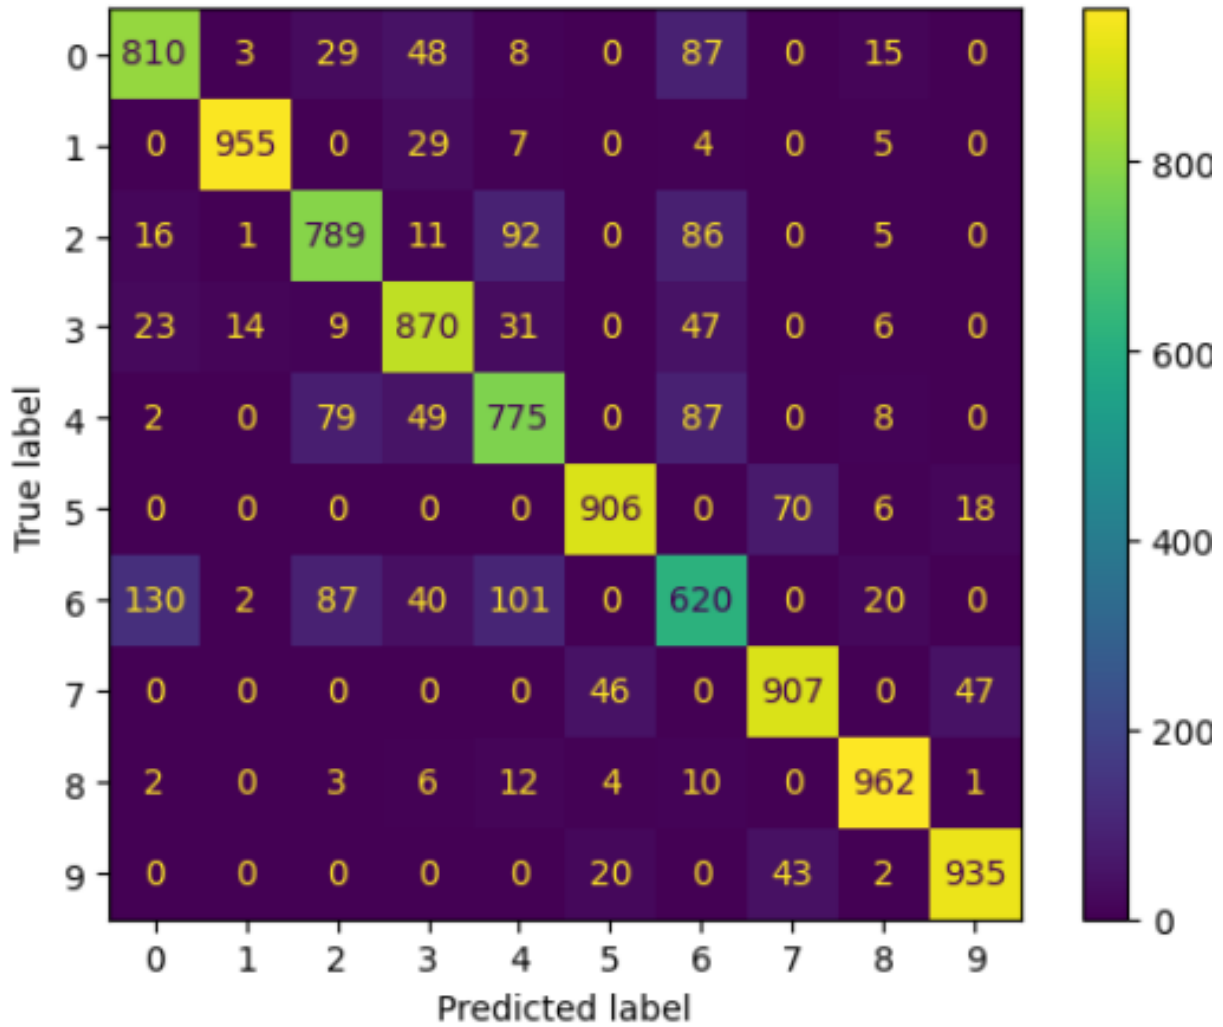 0 810 3 29 48 8 0 87 0 15 0
1 0 955 0 29 7 0 4 0 5 0
800
2 16 1 789 11 92 0 86 0 5 0
3 23 14 9 870 31 0 47 0 6 0
600
4 2 0 79 49 775 0 87 0 8 0
True label
5 0 0 0 0 0 906 0 70 6 18
400
6 130 2 87 40 101 0 620 0 20 0
7 0 0 0 0 0 46 0 907 0 47
200
8 2 0 3 6 12 4 10 0 962 1
9 0 0 0 0 0 20 0 43 2 935
0
0 1 2 3 4 5 6 7 8 9
Predicted label